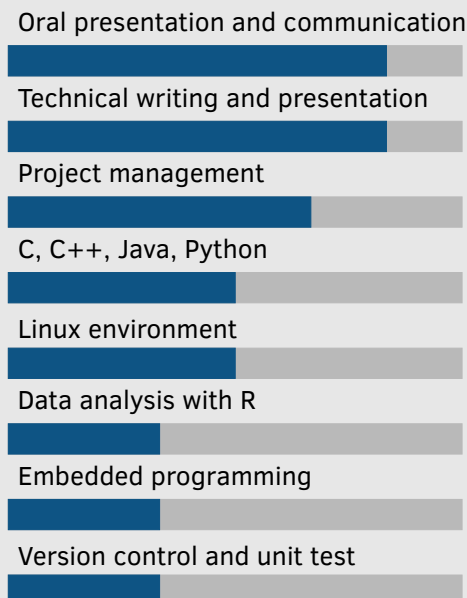 Oral presentation and communication
Technical writing and presentation
Project management
C, C++, Java, Python
Linux environment
Data analysis with R
Embedded programming
Version control and unit test